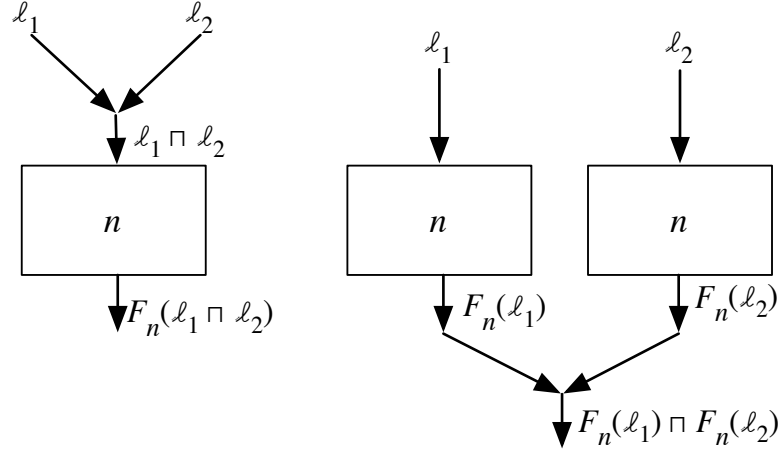 ℓ₁ ℓ₂
ℓ₁ ⊓ ℓ₂
n
Fₙ(ℓ₁ ⊓ ℓ₂)
ℓ₁ ℓ₂
n n
Fₙ(ℓ₁) Fₙ(ℓ₂)
Fₙ(ℓ₁) ⊓ Fₙ(ℓ₂)